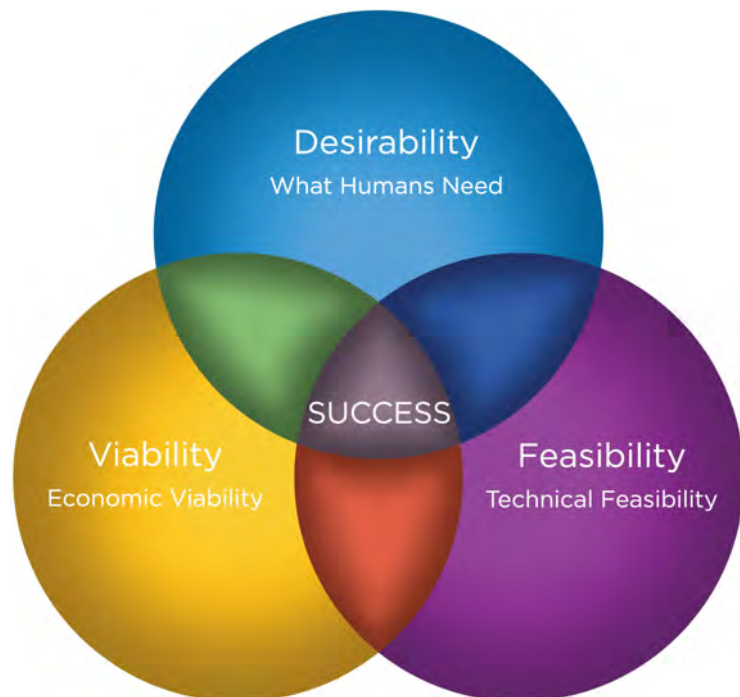 Desirability
What Humans Need
SUCCESS
Viability
Economic Viability
Feasibility
Technical Feasibility